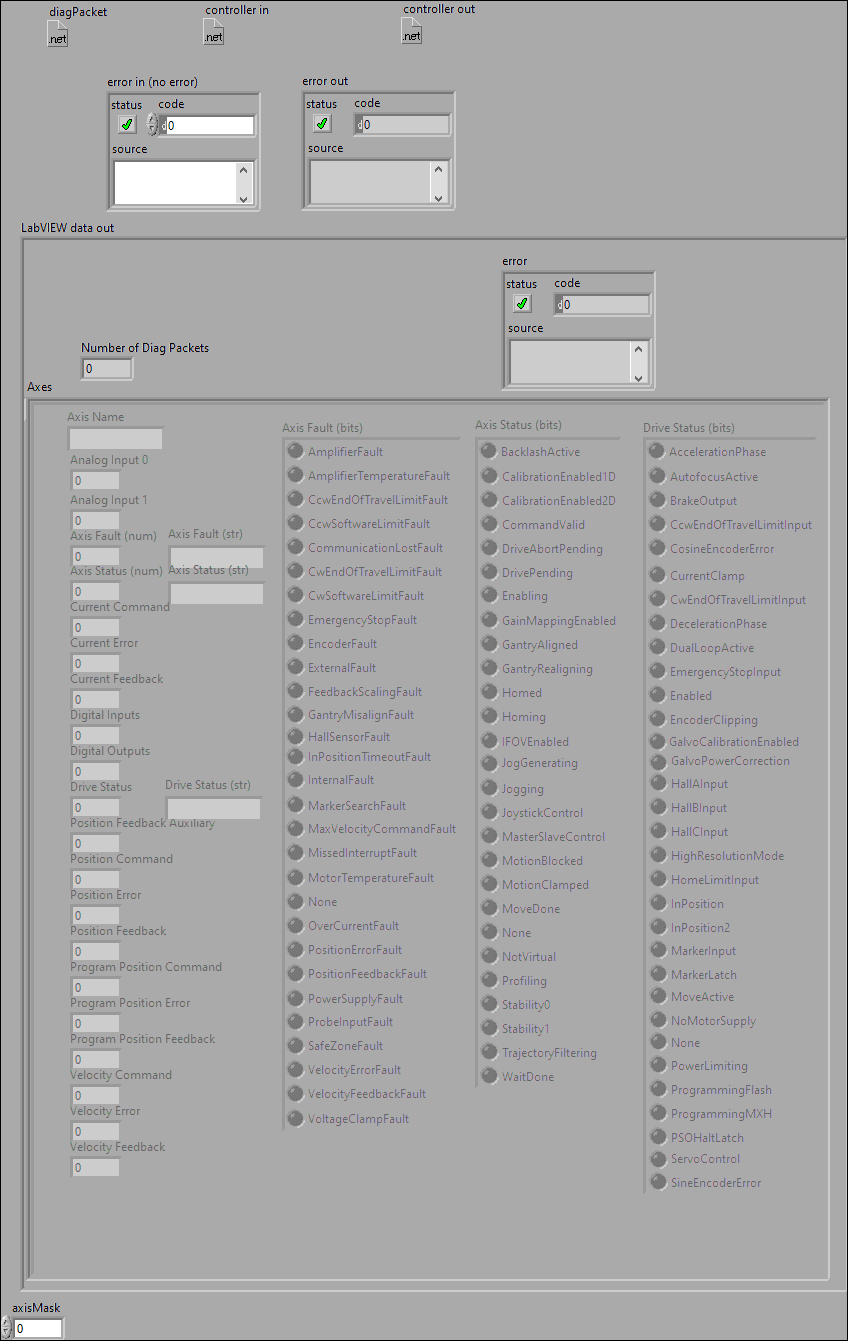 diagPacket
controller in
controller out
.net
.net
.net
error in (no error)
status
code
d 0
source
error out
status
code
d 0
source
LabVIEW data out
error
status
code
d 0
source
Number of Diag Packets
0
Axes
Axis Name
Analog Input 0
0
Analog Input 1
0
Axis Fault (num)
0
Axis Fault (str)
Axis Status (num)
0
Axis Status (str)
Current Command
0
Current Error
0
Current Feedback
0
Digital Inputs
0
Digital Outputs
0
Drive Status
0
Drive Status (str)
Position Feedback Auxiliary
0
Position Command
0
Position Error
0
Position Feedback
0
Program Position Command
0
Program Position Error
0
Program Position Feedback
0
Velocity Command
0
Velocity Error
0
Velocity Feedback
0
Axis Fault (bits)
AmplifierFault
AmplifierTemperatureFault
CcwEndOfTravelLimitFault
CcwSoftwareLimitFault
CommunicationLostFault
CwEndOfTravelLimitFault
CwSoftwareLimitFault
EmergencyStopFault
EncoderFault
ExternalFault
FeedbackScalingFault
GantryMisalignFault
HallSensorFault
InPositionTimeoutFault
InternalFault
MarkerSearchFault
MaxVelocityCommandFault
MissedInterruptFault
MotorTemperatureFault
None
OverCurrentFault
PositionErrorFault
PositionFeedbackFault
PowerSupplyFault
ProbeInputFault
SafeZoneFault
VelocityErrorFault
VelocityFeedbackFault
VoltageClampFault
Axis Status (bits)
BacklashActive
CalibrationEnabled1D
CalibrationEnabled2D
CommandValid
DriveAbortPending
DrivePending
Enabling
GainMappingEnabled
GantryAligned
GantryRealigning
Homed
Homing
IFOVEnabled
JogGenerating
Jogging
JoystickControl
MasterSlaveControl
MotionBlocked
MotionClamped
MoveDone
None
NotVirtual
Profiling
Stability0
Stability1
TrajectoryFiltering
WaitDone
Drive Status (bits)
AccelerationPhase
AutofocusActive
BrakeOutput
CcwEndOfTravelLimitInput
CosineEncoderError
CurrentClamp
CwEndOfTravelLimitInput
DecelerationPhase
DualLoopActive
EmergencyStopInput
Enabled
EncoderClipping
GalvoCalibrationEnabled
GalvoPowerCorrection
HallAInput
HallBInput
HallCInput
HighResolutionMode
HomeLimitInput
InPosition
InPosition2
MarkerInput
MarkerLatch
MoveActive
NoMotorSupply
None
PowerLimiting
ProgrammingFlash
ProgrammingMXH
PSOHaltLatch
ServoControl
SineEncoderError
axisMask
0